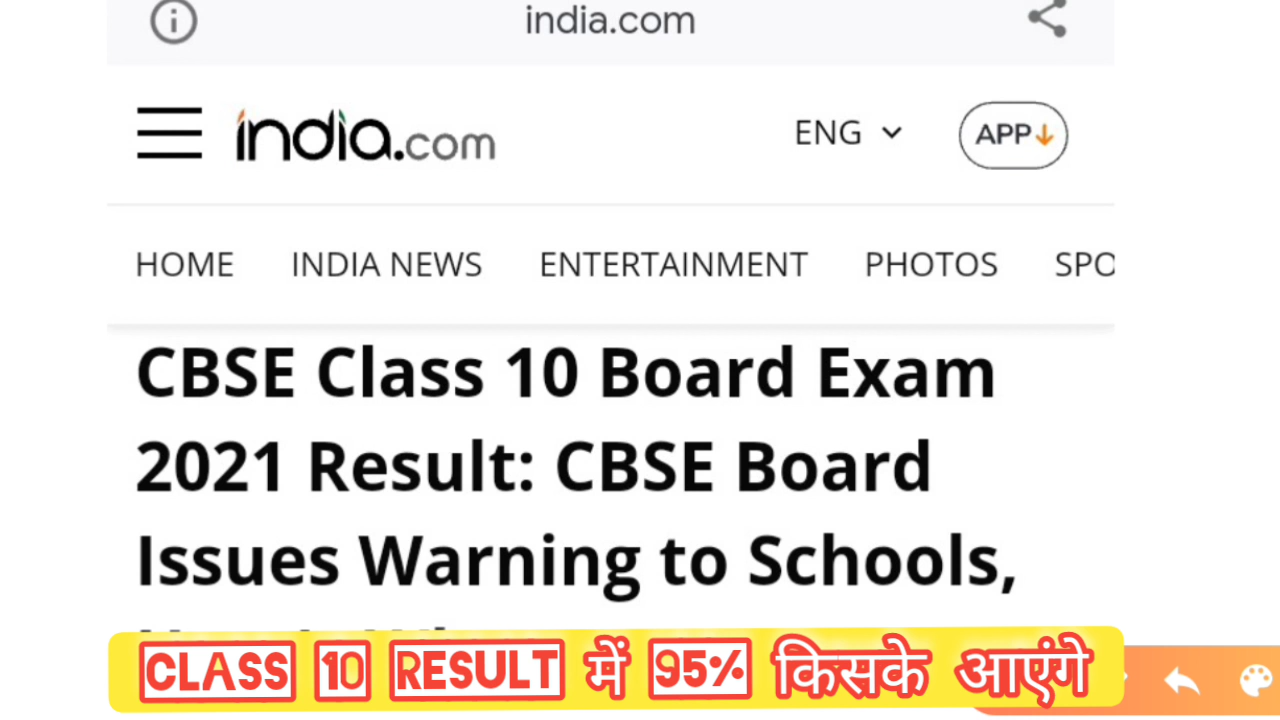 india.com
india.com ENG APP
HOME INDIA NEWS ENTERTAINMENT PHOTOS SPO
CBSE Class 10 Board Exam
2021 Result: CBSE Board
Issues Warning to Schools,
CLASS 10 RESULT में 95% किसके आएंगे